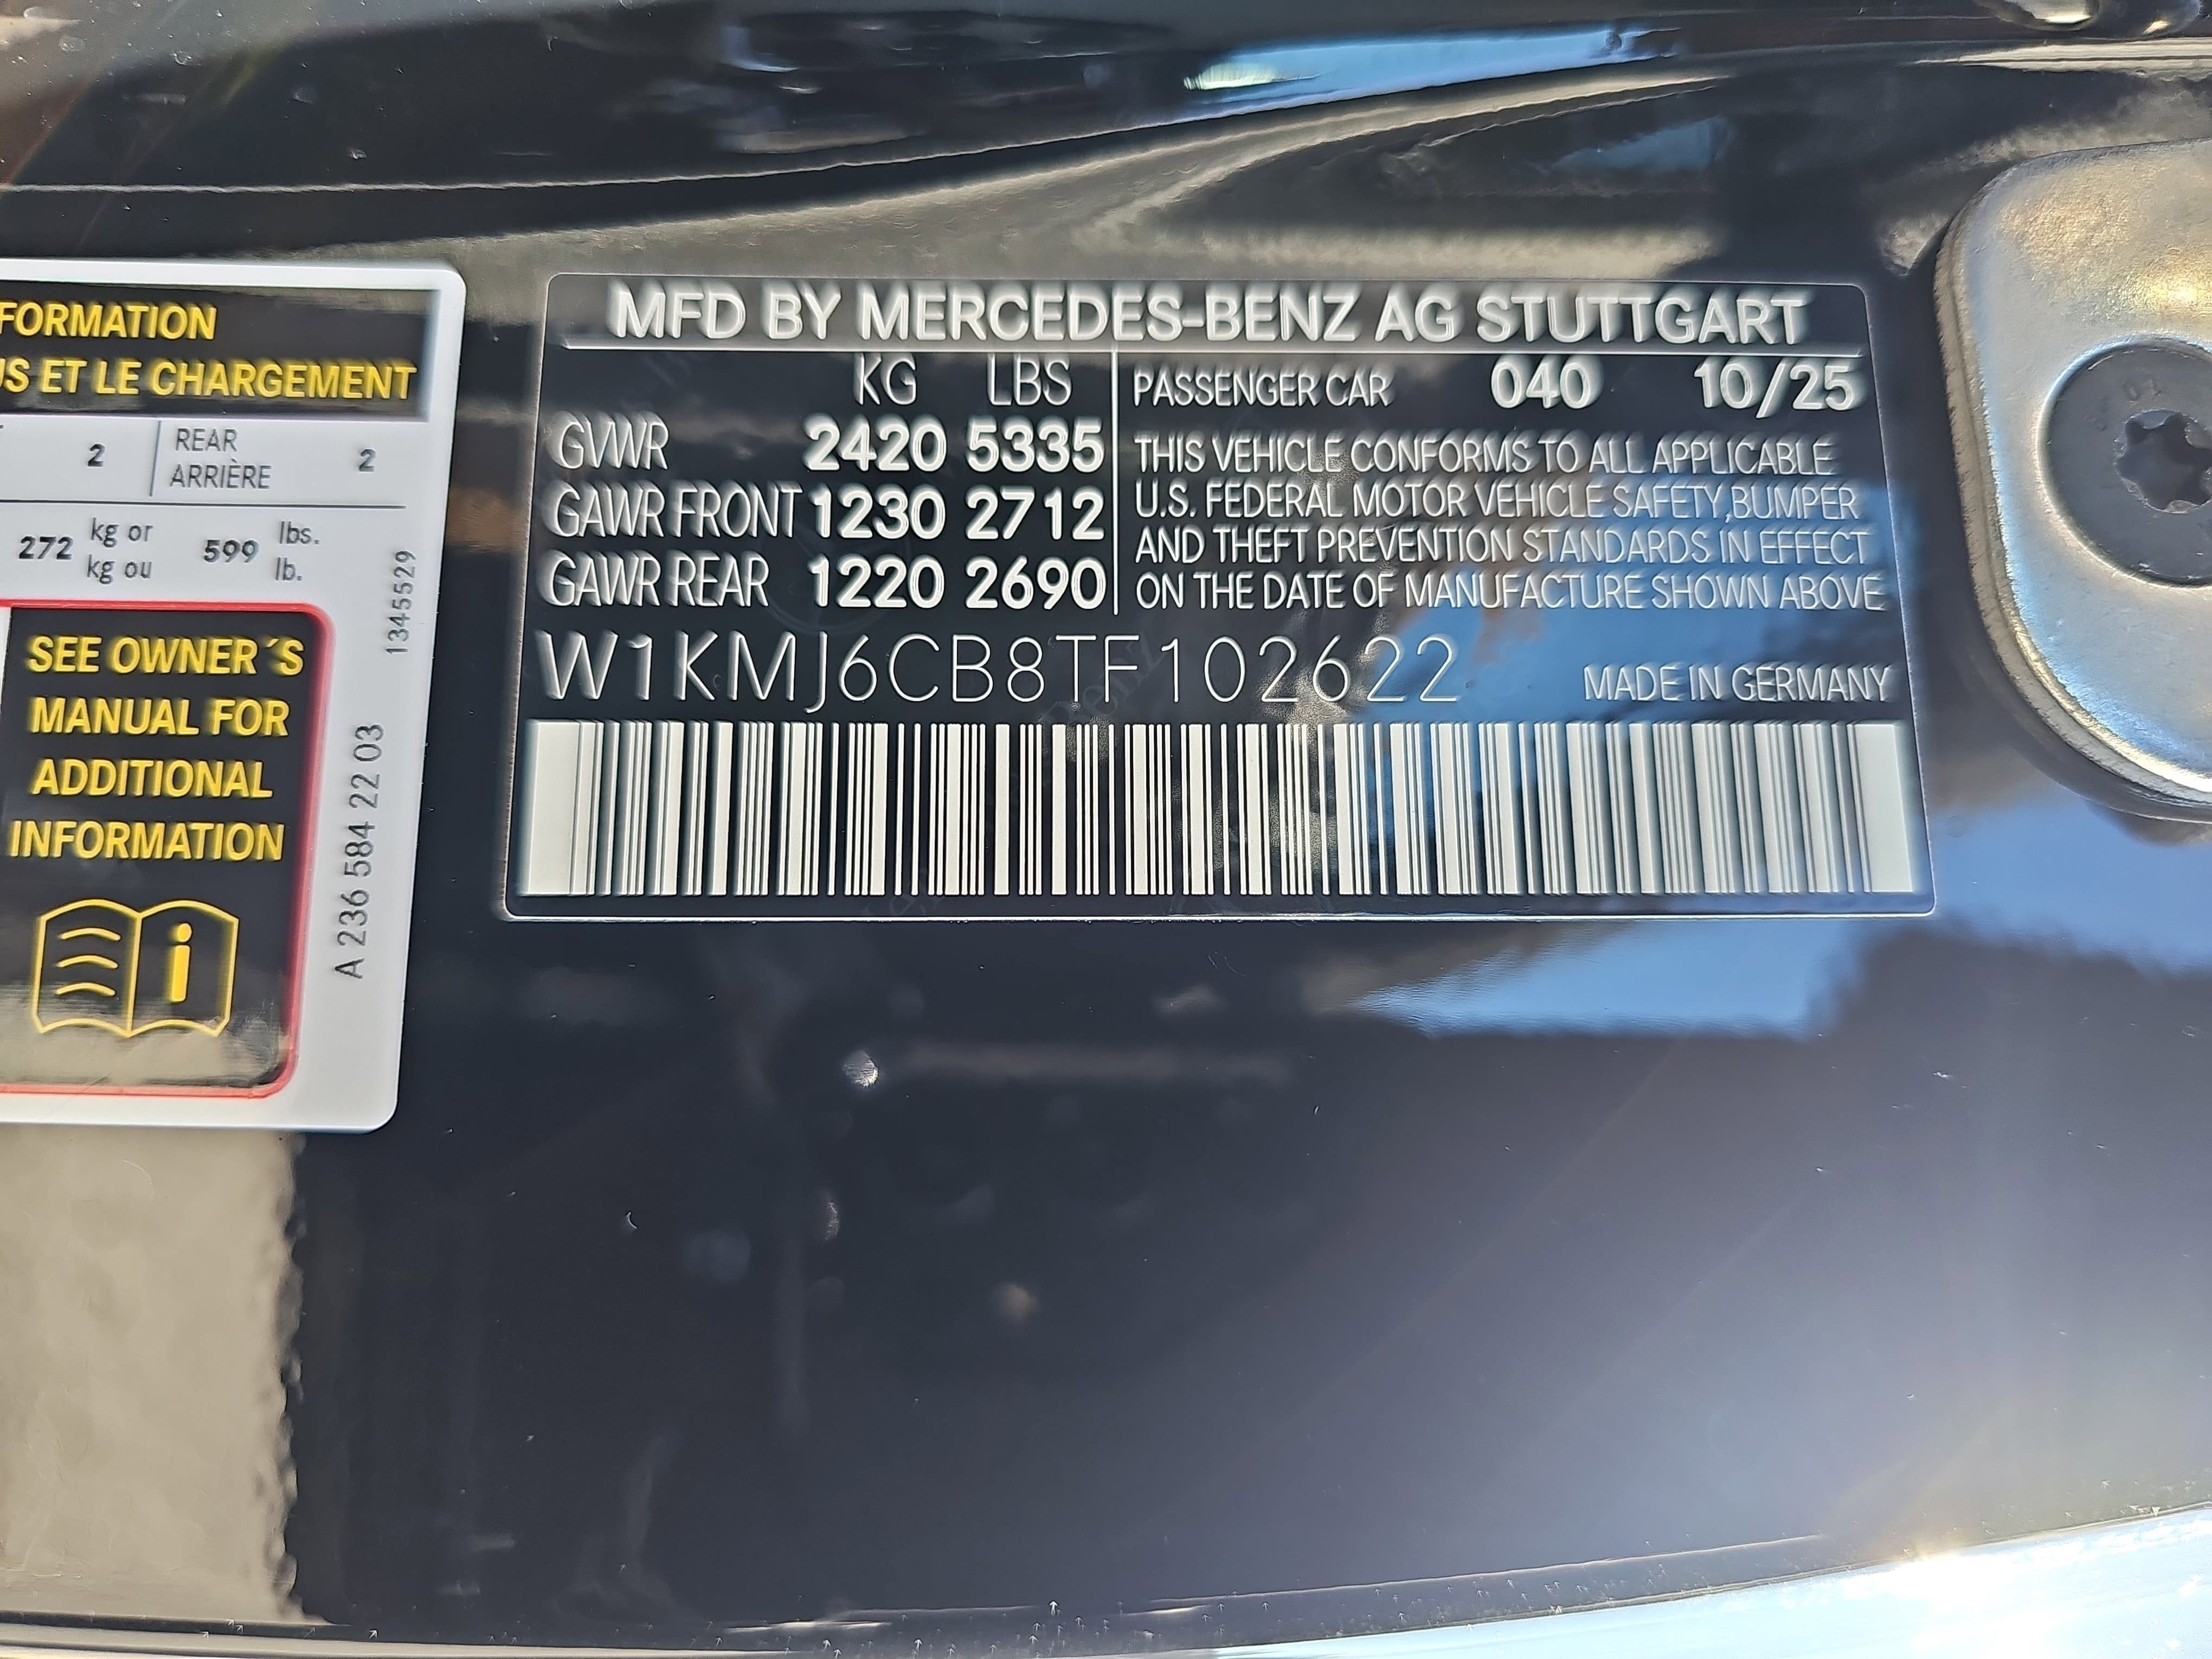 FORMATION
US ET LE CHARGEMENT
2 REAR ARRIÈRE 2
272 kg or kg ou 599 lbs. lb.
SEE OWNER´S
MANUAL FOR
ADDITIONAL
INFORMATION
i
1345529
A 236 584 22 03
MFD BY MERCEDES-BENZ AG STUTTGART
KG LBS
GVWR 2420 5335
GAWR FRONT 1230 2712
GAWR REAR 1220 2690
PASSENGER CAR 040 10/25
THIS VEHICLE CONFORMS TO ALL APPLICABLE
U.S. FEDERAL MOTOR VEHICLE SAFETY,BUMPER
AND THEFT PREVENTION STANDARDS IN EFFECT
ON THE DATE OF MANUFACTURE SHOWN ABOVE
W1KMJ6CB8TF102622
MADE IN GERMANY